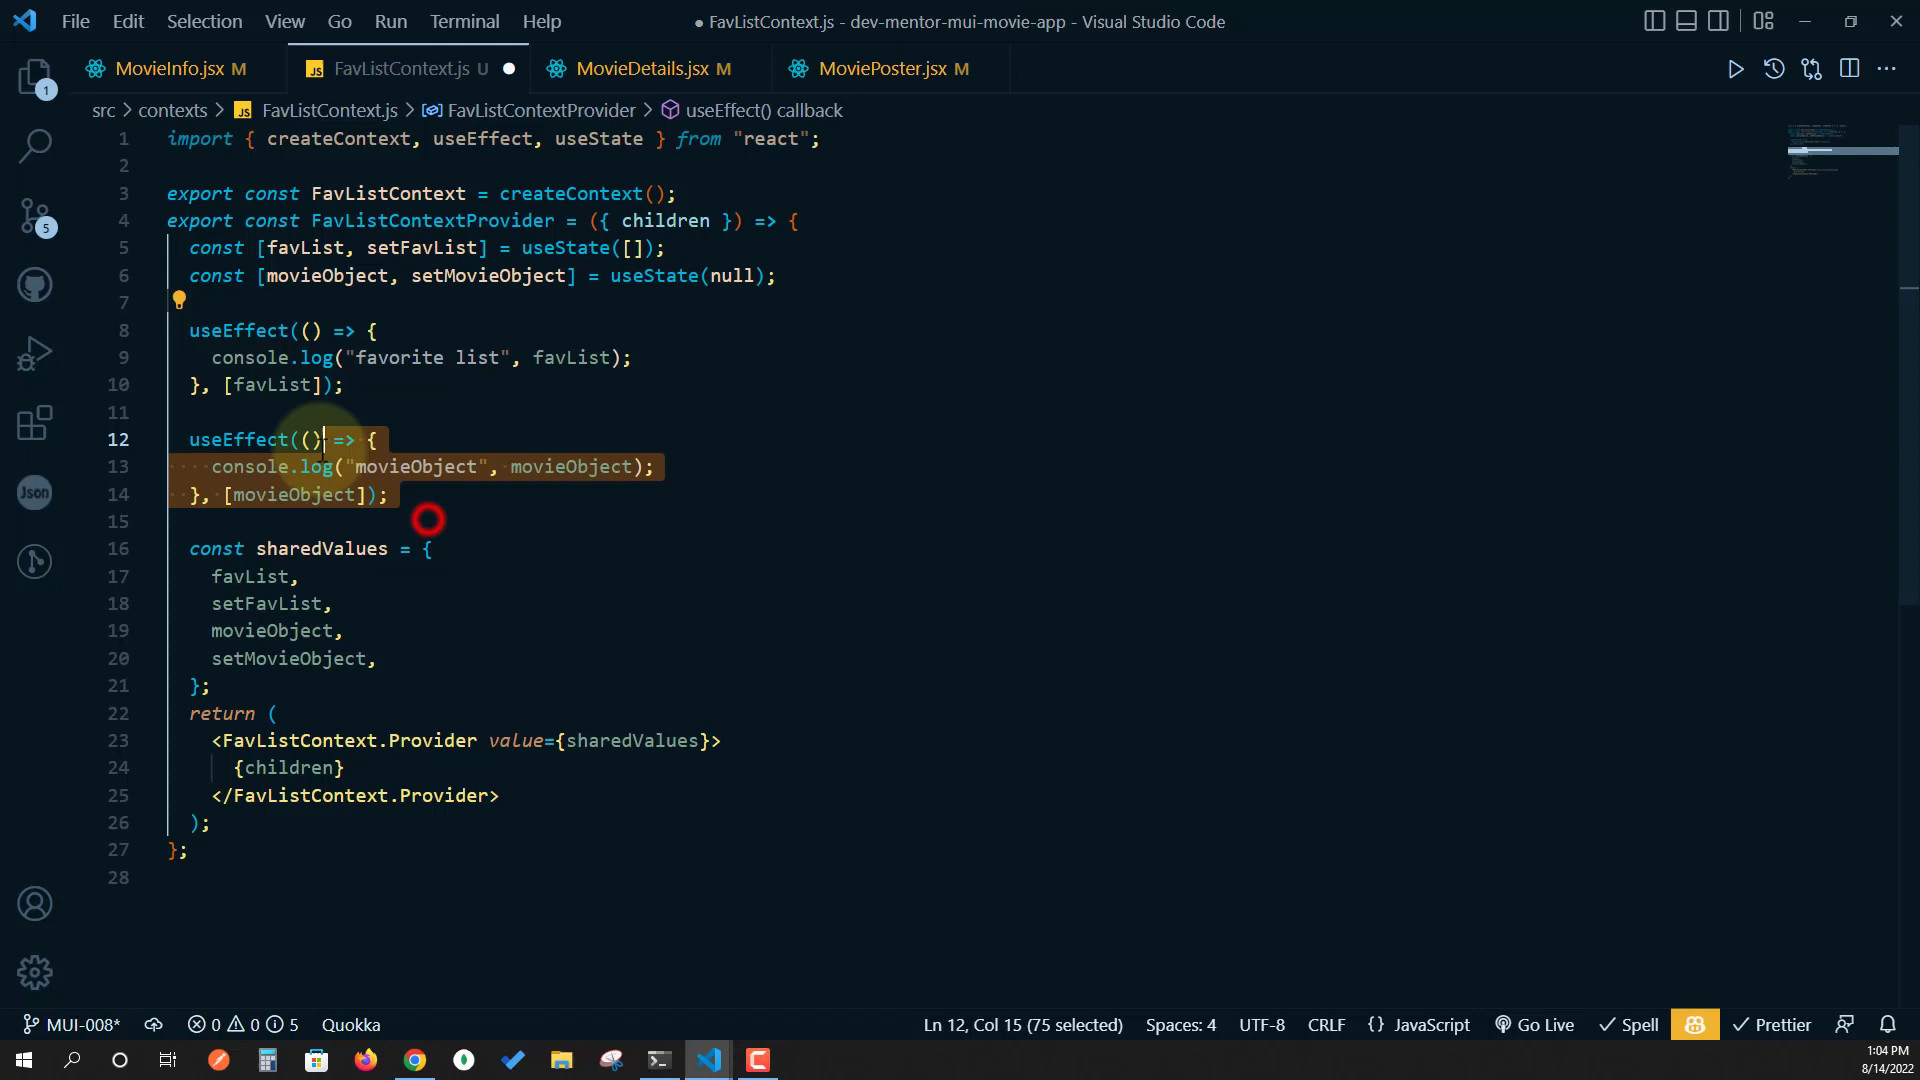 File Edit Selection View Go Run Terminal Help
● FavListContext.js - dev-mentor-mui-movie-app - Visual Studio Code
MovieInfo.jsx M
FavListContext.js U
MovieDetails.jsx M
MoviePoster.jsx M
src > contexts > JS FavListContext.js > FavListContextProvider > useEffect() callback
1 import { createContext, useEffect, useState } from "react";
2
3 export const FavListContext = createContext();
4 export const FavListContextProvider = ({ children }) => {
5 const [favList, setFavList] = useState([]);
6 const [movieObject, setMovieObject] = useState(null);
7
8 useEffect(() => {
9 console.log("favorite list", favList);
10 }, [favList]);
11
12 useEffect(() => {
13 console.log("movieObject", movieObject);
14 }, [movieObject]);
15
16 const sharedValues = {
17 favList,
18 setFavList,
19 movieObject,
20 setMovieObject,
21 };
22 return (
23 <FavListContext.Provider value={sharedValues}>
24 {children}
25 </FavListContext.Provider>
26 );
27 };
28
1
5
Json
MUI-008* 0 0 5 Quokka
Ln 12, Col 15 (75 selected) Spaces: 4 UTF-8 CRLF {} JavaScript Go Live Spell Prettier
1:04 PM
8/14/2022